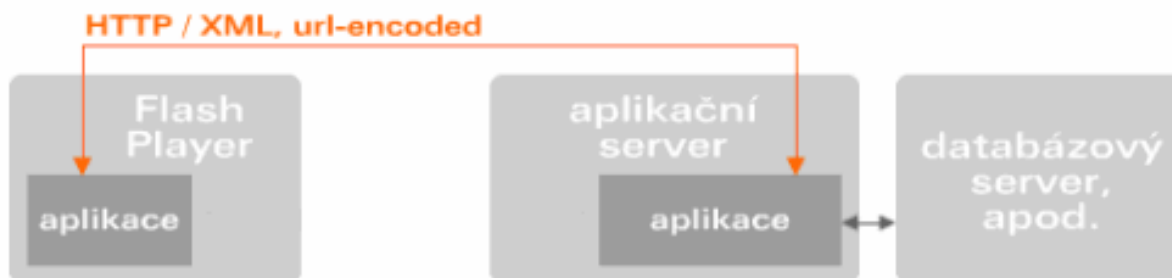 HTTP / XML, url-encoded
Flash
Player
aplikace
aplikační
server
aplikace
databázový
server,
apod.